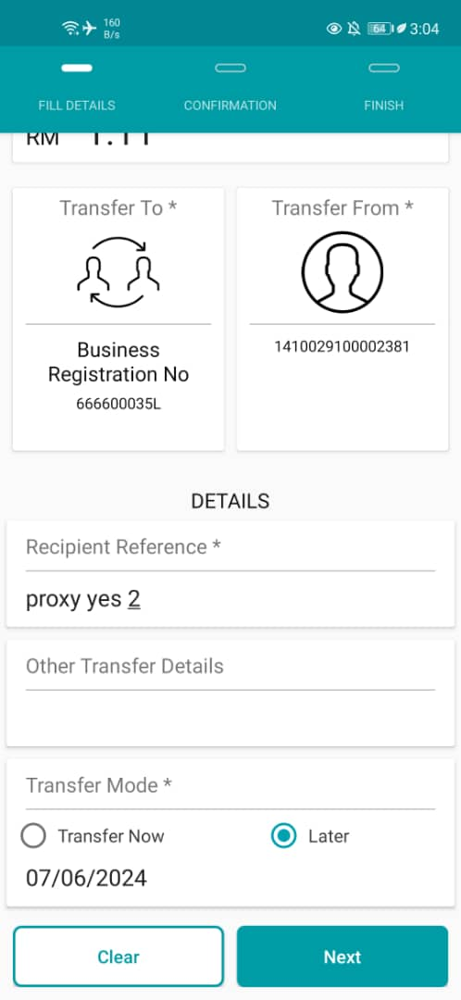 160
B/s
64
3:04
FILL DETAILS
CONFIRMATION
FINISH
RM 1.11
Transfer To *
Business
Registration No
666600035L
Transfer From *
1410029100002381
DETAILS
Recipient Reference *
proxy yes 2
Other Transfer Details
Transfer Mode *
Transfer Now
Later
07/06/2024
Clear
Next